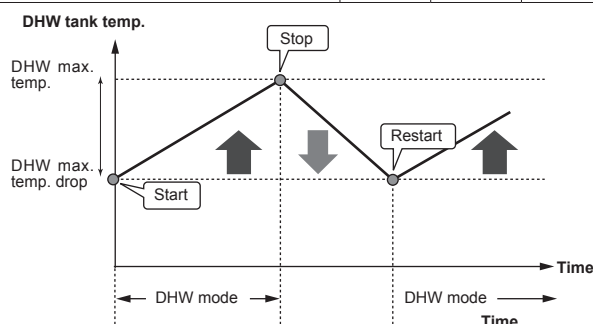 DHW tank temp.
Stop
DHW max.
temp.
Restart
DHW max.
temp. drop
Start
Time
DHW mode
DHW mode
Time